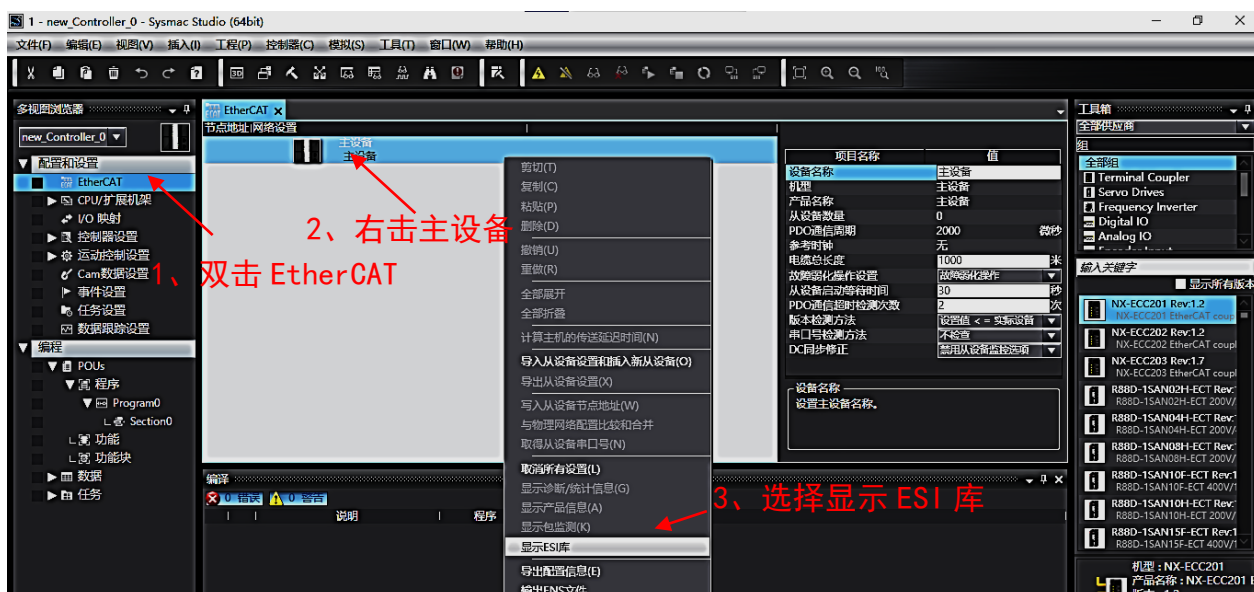 1 - new_Controller_0 - Sysmac Studio (64bit)
文件(F) 编辑(E) 视图(V) 插入(I) 工程(P) 控制器(C) 模拟(S) 工具(T) 窗口(W) 帮助(H)
多视图浏览器
new_Controller_0
配置和设置
EtherCAT
CPU/扩展机架
I/O 映射
控制器设置
运动控制设置
Cam数据设置
事件设置
任务设置
数据跟踪设置
编程
POUs
程序
Program0
Section0
功能
功能块
数据
任务
EtherCAT
节点地址|网络设置
主设备
主设备
1、双击 EtherCAT
2、右击主设备
3、选择显示 ESI 库
剪切(T)
复制(C)
粘贴(P)
删除(D)
撤销(U)
重做(R)
全部展开
全部折叠
计算主机的传送延迟时间(N)
导入从设备设置和插入新从设备(O)
导出从设备设置(X)
写入从设备节点地址(W)
与物理网络配置比较和合并
取得从设备串口号(N)
取消所有设置(L)
显示诊断/统计信息(G)
显示产品信息(A)
显示包监测(K)
显示ESI库
导出配置信息(E)
输出ENS文件
项目名称 值
设备名称 主设备
机型 主设备
产品名称 主设备
从设备数量 0
PDO通信周期 2000 微秒
参考时钟 无
电缆总长度 1000 米
故障弱化操作设置 故障弱化操作
从设备启动等待时间 30 秒
PDO通信超时检测次数 2 次
版本检测方法 设置值 <= 实际设备
串口号检测方法 不检查
DC同步修正 禁用从设备监控选项
设备名称
设置主设备名称。
编译
0 错误 0 警告
说明 程序
工具箱
全部供应商
组
全部组
Terminal Coupler
Servo Drives
Frequency Inverter
Digital IO
Analog IO
输入关键字
显示所有版本
NX-ECC201 Rev:1.2
NX-ECC201 EtherCAT coup
NX-ECC202 Rev:1.2
NX-ECC202 EtherCAT coupl
NX-ECC203 Rev:1.7
NX-ECC203 EtherCAT coupl
R88D-1SAN02H-ECT Rev:
R88D-1SAN02H-ECT 200V/
R88D-1SAN04H-ECT Rev:
R88D-1SAN04H-ECT 200V/
R88D-1SAN08H-ECT Rev:
R88D-1SAN08H-ECT 200V/
R88D-1SAN10F-ECT Rev:1
R88D-1SAN10F-ECT 400V/1
R88D-1SAN10H-ECT Rev:
R88D-1SAN10H-ECT 200V/
R88D-1SAN15F-ECT Rev:1
R88D-1SAN15F-ECT 400V/1
机型 : NX-ECC201
产品名称 : NX-ECC201 E